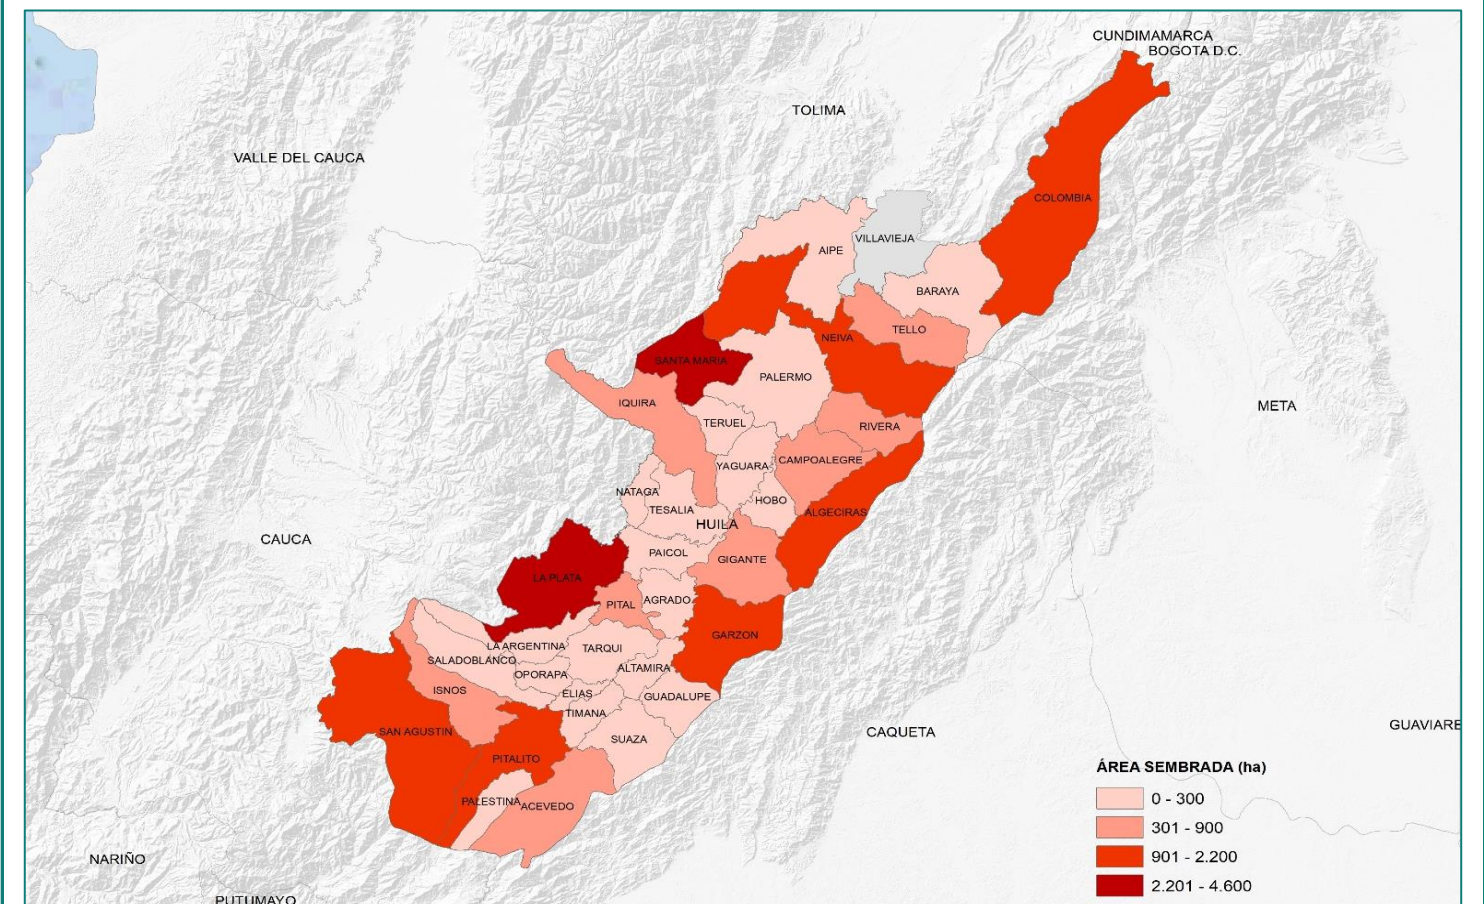 CUNDIMAMARCA
BOGOTA D.C.
TOLIMA
VALLE DEL CAUCA
COLOMBIA
VILLAVIEJA
AIPE
BARAYA
TELLO
NEIVA
SANTA MARIA
PALERMO
IQUIRA
META
TERUEL
RIVERA
CAMPOALEGRE
YAGUARA
NATAGA
HOBO
TESALIA
ALGECIRAS
HUILA
CAUCA
PAICOL
GIGANTE
LA PLATA
AGRADO
PITAL
GARZON
LA ARGENTINA
TARQUI
SALADOBLANCO
ALTAMIRA
OPORAPA
ISNOS
ELIAS
GUADALUPE
TIMANA
GUAVIARE
SAN AGUSTIN
CAQUETA
SUAZA
PITALITO
PALESTINA
ACEVEDO
ÁREA SEMBRADA (ha)
0 - 300
301 - 900
901 - 2.200
2.201 - 4.600
NARIÑO
PUTUMAYO